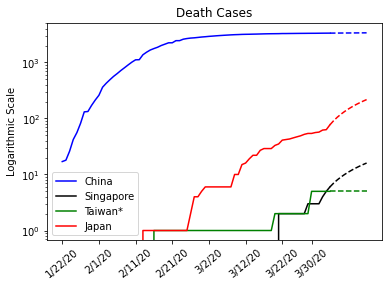 Death Cases
Logarithmic Scale
10³
10²
10¹
10⁰
China
Singapore
Taiwan*
Japan
1/22/20
2/1/20
2/11/20
2/21/20
3/2/20
3/12/20
3/22/20
3/30/20